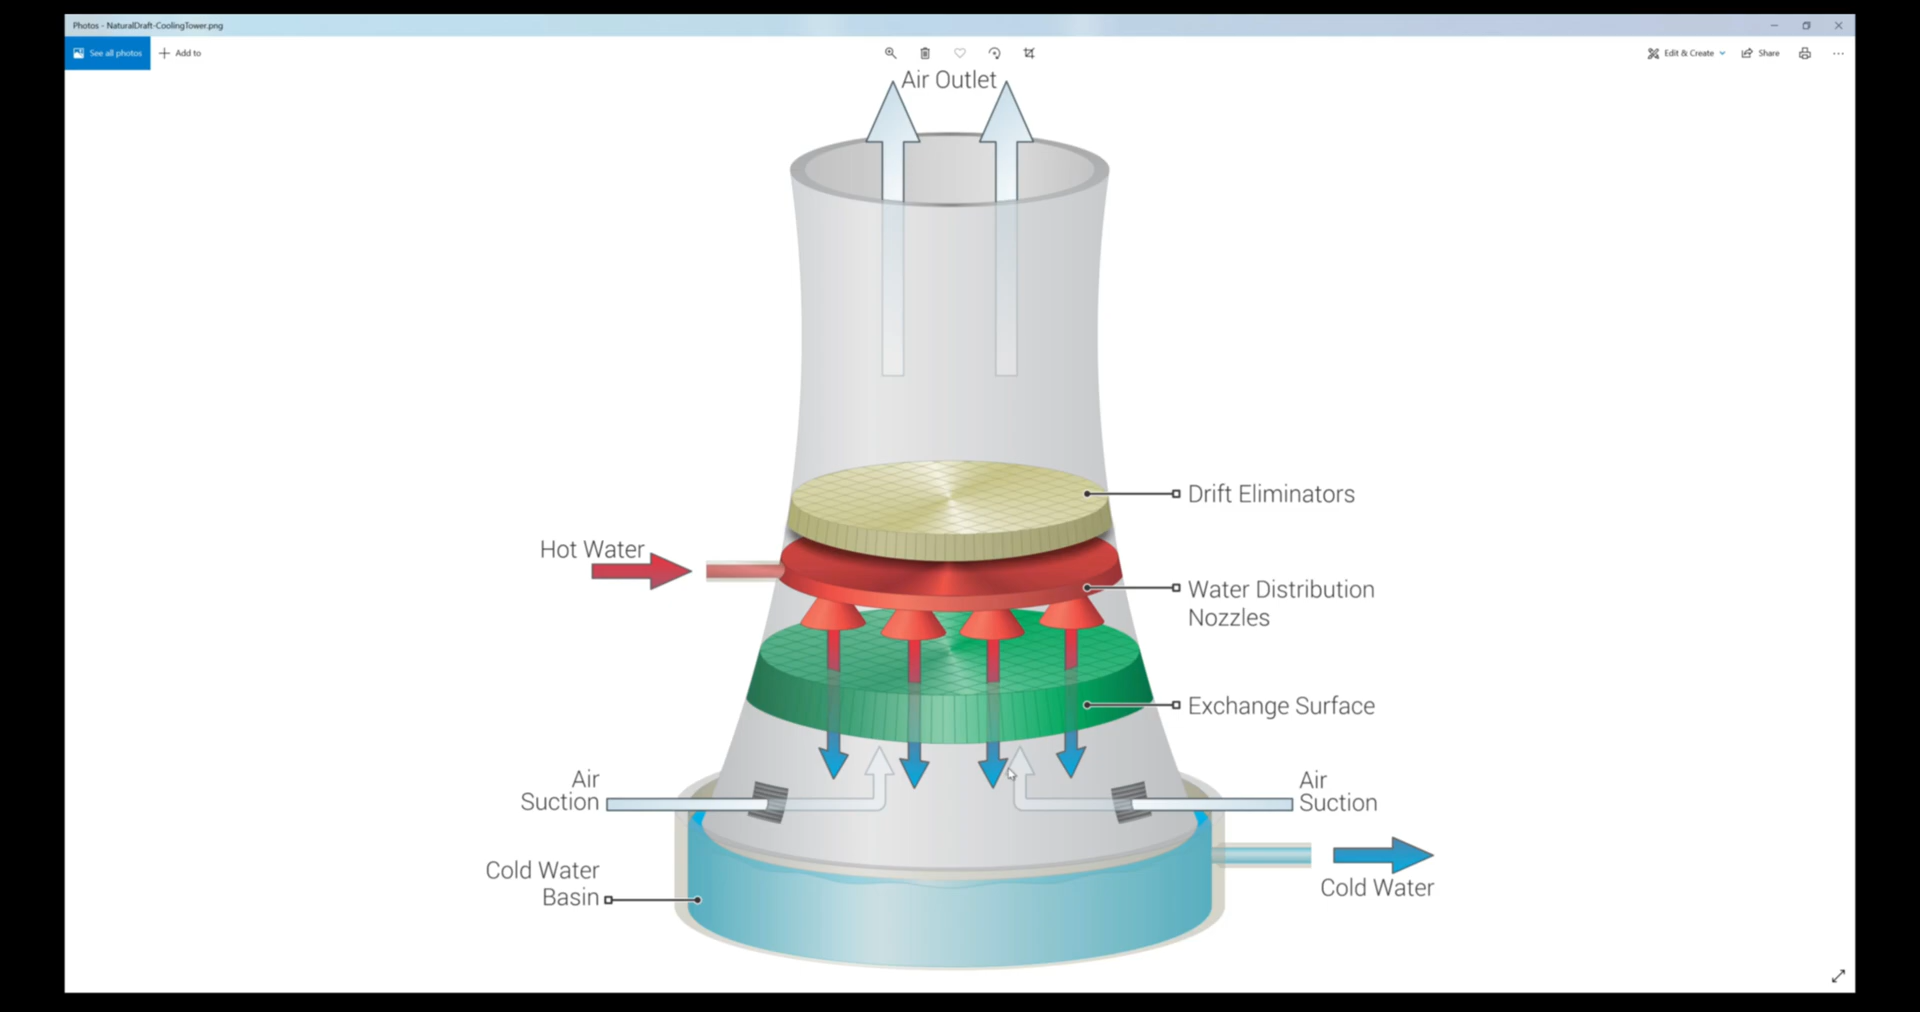 Photos - NaturalDraft-CoolingTower.png
See all photos
Add to
Edit & Create
Share
Air Outlet
Drift Eliminators
Hot Water
Water Distribution
Nozzles
Exchange Surface
Air
Suction
Air
Suction
Cold Water
Basin
Cold Water